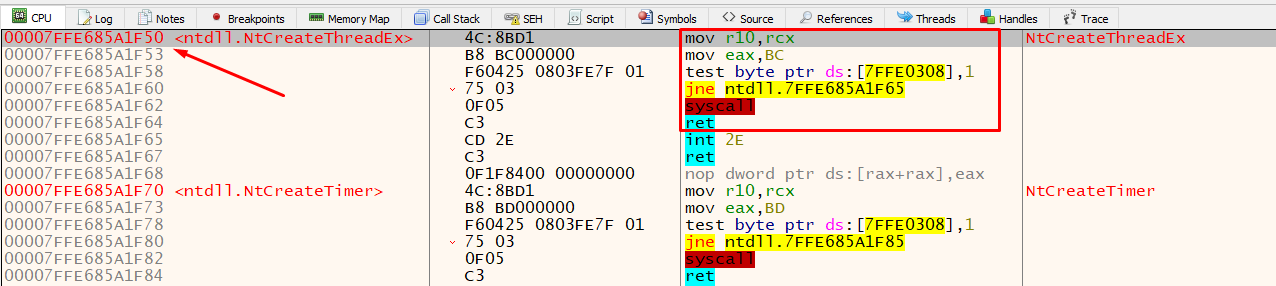 CPU Log Notes Breakpoints Memory Map Call Stack SEH Script Symbols Source References Threads Handles Trace
00007FFE685A1F50 <ntdll.NtCreateThreadEx> 4C:8BD1 mov r10,rcx NtCreateThreadEx
00007FFE685A1F53 B8 BC000000 mov eax,BC
00007FFE685A1F58 F60425 0803FE7F 01 test byte ptr ds:[7FFE0308],1
00007FFE685A1F60 75 03 jne ntdll.7FFE685A1F65
00007FFE685A1F62 0F05 syscall
00007FFE685A1F64 C3 ret
00007FFE685A1F65 CD 2E int 2E
00007FFE685A1F67 C3 ret
00007FFE685A1F68 0F1F8400 00000000 nop dword ptr ds:[rax+rax],eax
00007FFE685A1F70 <ntdll.NtCreateTimer> 4C:8BD1 mov r10,rcx NtCreateTimer
00007FFE685A1F73 B8 BD000000 mov eax,BD
00007FFE685A1F78 F60425 0803FE7F 01 test byte ptr ds:[7FFE0308],1
00007FFE685A1F80 75 03 jne ntdll.7FFE685A1F85
00007FFE685A1F82 0F05 syscall
00007FFE685A1F84 C3 ret